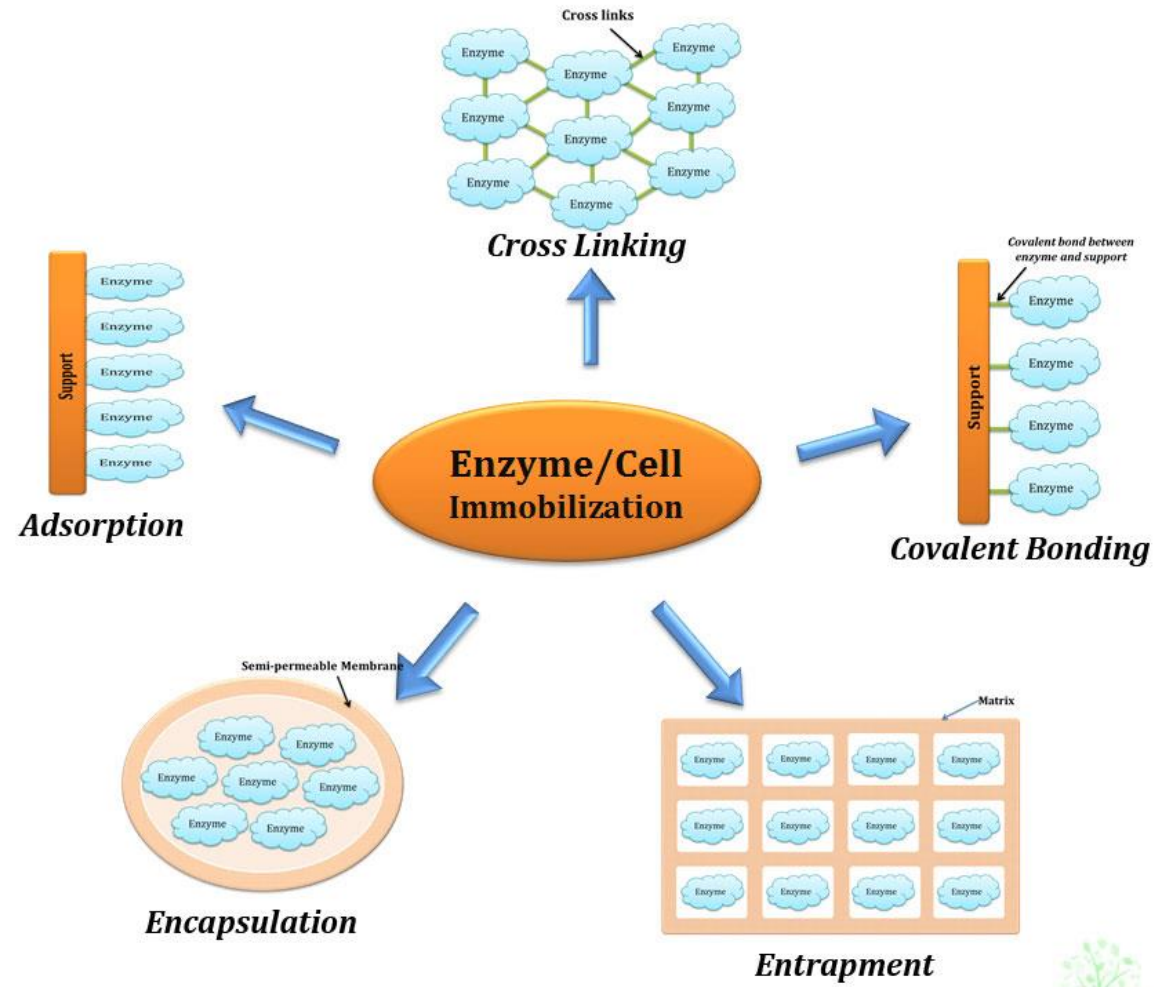 Cross links
Enzyme
Enzyme
Enzyme
Enzyme
Enzyme
Enzyme
Enzyme
Enzyme
Enzyme
Enzyme
Cross Linking
Support
Enzyme
Enzyme
Enzyme
Enzyme
Enzyme
Adsorption
Covalent bond between
enzyme and support
Support
Enzyme
Enzyme
Enzyme
Enzyme
Covalent Bonding
Enzyme/Cell
Immobilization
Semi-permeable Membrane
Enzyme
Enzyme
Enzyme
Enzyme
Enzyme
Enzyme
Enzyme
Encapsulation
Matrix
Enzyme Enzyme Enzyme Enzyme
Enzyme Enzyme Enzyme Enzyme
Enzyme Enzyme Enzyme Enzyme
Entrapment